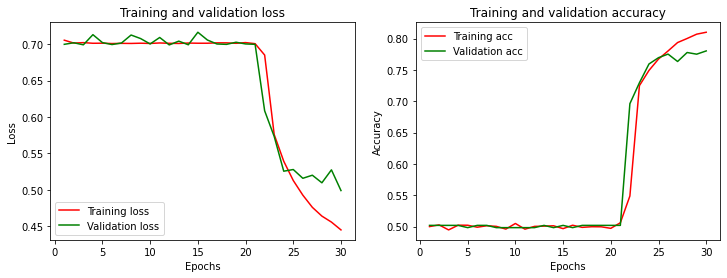 Training and validation loss
0.70
0.65
0.60
0.55
0.50
0.45
Loss
Training loss
Validation loss
0 5 10 15 20 25 30
Epochs
Training and validation accuracy
Training acc
Validation acc
0.80
0.75
0.70
0.65
0.60
0.55
0.50
Accuracy
0 5 10 15 20 25 30
Epochs